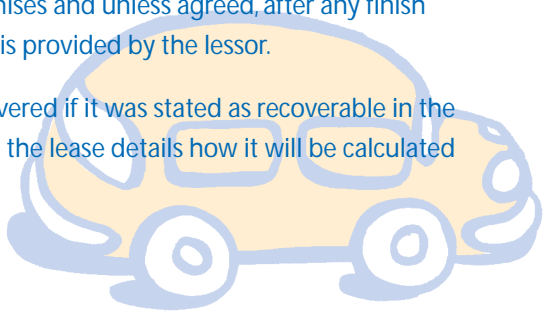 mises and unless agreed, after any finish
is provided by the lessor.
vered if it was stated as recoverable in the
the lease details how it will be calculated